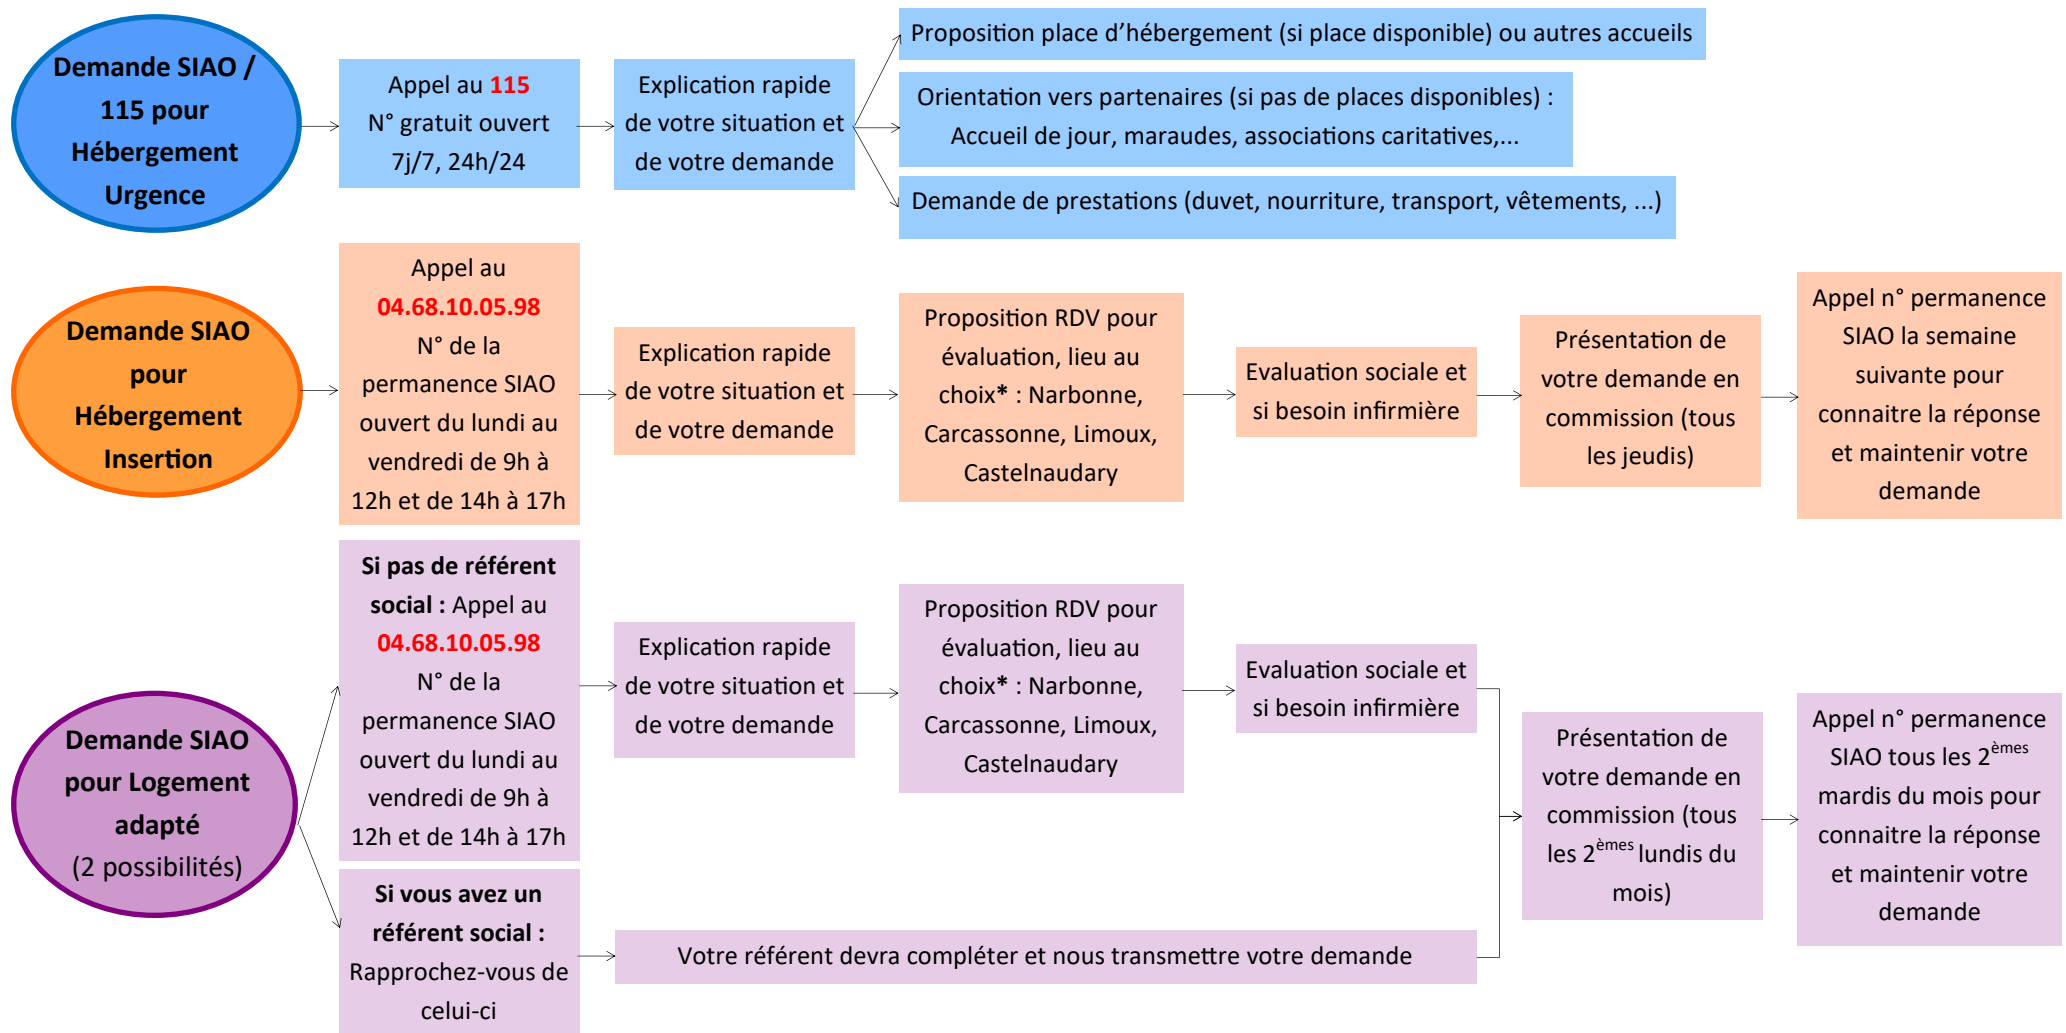 Demande SIAO /
115 pour
Hébergement
Urgence
Appel au 115
N° gratuit ouvert
7j/7, 24h/24
Explication rapide
de votre situation et
de votre demande
Proposition place d’hébergement (si place disponible) ou autres accueils
Orientation vers partenaires (si pas de places disponibles) :
Accueil de jour, maraudes, associations caritatives,...
Demande de prestations (duvet, nourriture, transport, vêtements, ...)
Demande SIAO
pour
Hébergement
Insertion
Appel au
04.68.10.05.98
N° de la
permanence SIAO
ouvert du lundi au
vendredi de 9h à
12h et de 14h à 17h
Explication rapide
de votre situation et
de votre demande
Proposition RDV pour
évaluation, lieu au
choix* : Narbonne,
Carcassonne, Limoux,
Castelnaudary
Evaluation sociale et
si besoin infirmière
Présentation de
votre demande en
commission (tous
les jeudis)
Appel n° permanence
SIAO la semaine
suivante pour
connaitre la réponse
et maintenir votre
demande
Demande SIAO
pour Logement
adapté
(2 possibilités)
Si pas de référent
social : Appel au
04.68.10.05.98
N° de la
permanence SIAO
ouvert du lundi au
vendredi de 9h à
12h et de 14h à 17h
Explication rapide
de votre situation et
de votre demande
Proposition RDV pour
évaluation, lieu au
choix* : Narbonne,
Carcassonne, Limoux,
Castelnaudary
Evaluation sociale et
si besoin infirmière
Si vous avez un
référent social :
Rapprochez-vous de
celui-ci
Votre référent devra compléter et nous transmettre votre demande
Présentation de
votre demande en
commission (tous
les 2èmes lundis du
mois)
Appel n° permanence
SIAO tous les 2èmes
mardis du mois pour
connaitre la réponse
et maintenir votre
demande